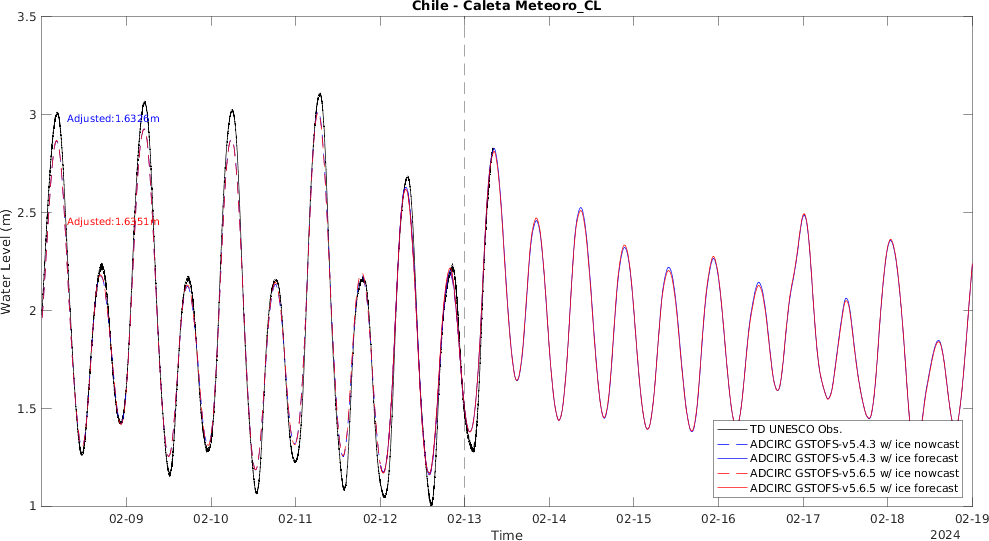 Chile - Caleta Meteoro_CL
3.5
3
2.5
2
1.5
1
Water Level (m)
Adjusted:1.6326m
Adjusted:1.6351m
TD UNESCO Obs.
ADCIRC GSTOFS-v5.4.3 w/ ice nowcast
ADCIRC GSTOFS-v5.4.3 w/ ice forecast
ADCIRC GSTOFS-v5.6.5 w/ ice nowcast
ADCIRC GSTOFS-v5.6.5 w/ ice forecast
02-09 02-10 02-11 02-12 02-13 02-14 02-15 02-16 02-17 02-18 02-19
Time
2024